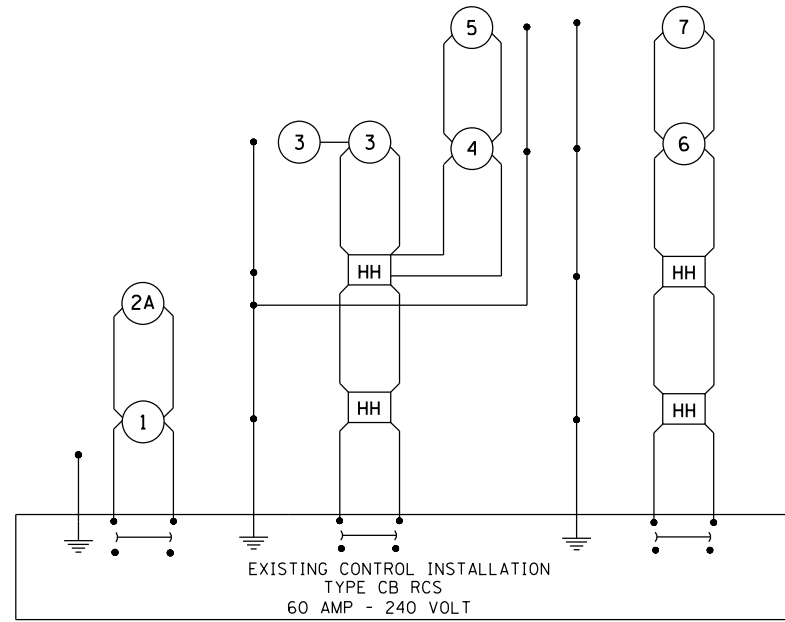 5
7
3
3
4
6
HH
HH
2A
1
HH
HH
EXISTING CONTROL INSTALLATION
TYPE CB RCS
60 AMP - 240 VOLT